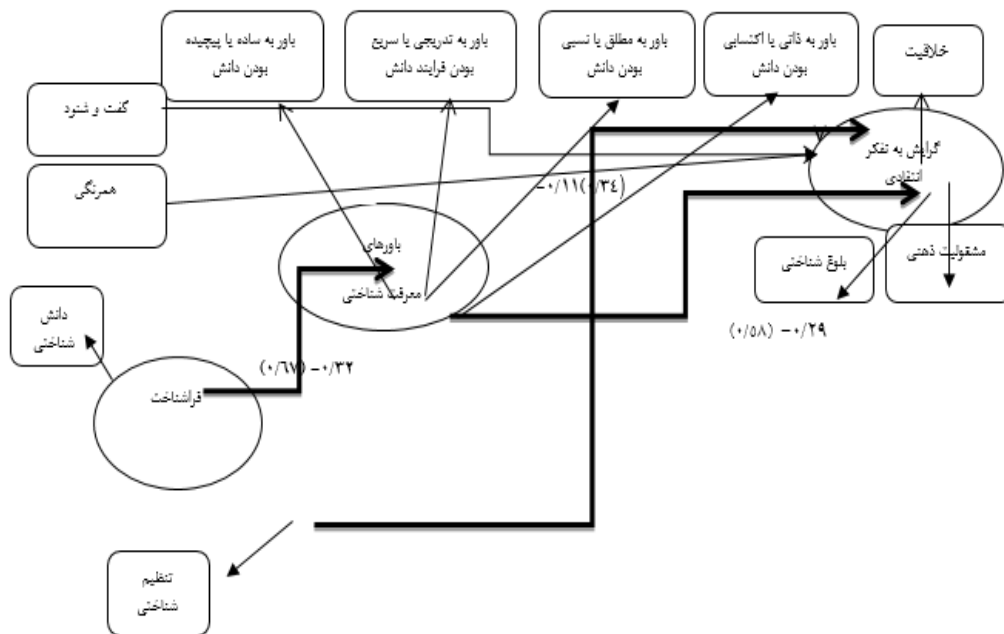 باور به ساده یا پیچیده
بودن دانش
باور به تدریجی یا سریع
بودن فرایند دانش
باور به مطلق یا نسبی
بودن دانش
باور به ذاتی یا اکتسابی
بودن دانش
خلاقیت
گفت و شنود
همرنگی
گرایش به تفکر
انتقادی
-۰/۱۱(۰/۳٤)
باورهای
معرفت شناختی
بلوغ شناختی
مشغولیت ذهنی
دانش
شناختی
(۰/٥۸) -۰/۲۹
(۰/٦۷) -۰/۳۲
فراشناخت
تنظیم
شناختی